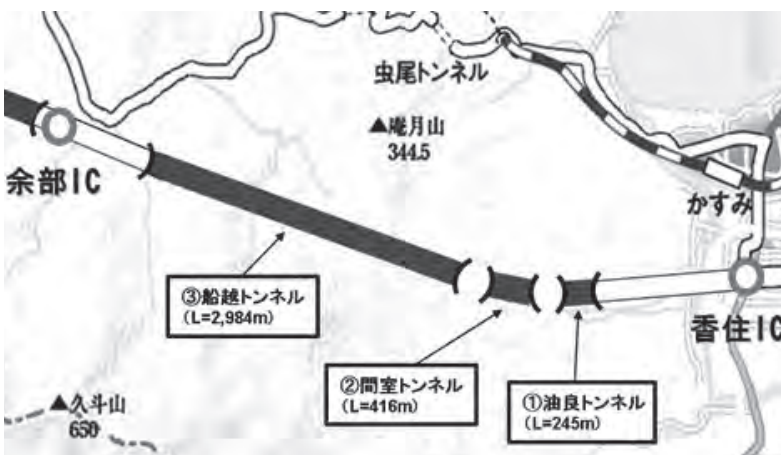 虫尾トンネル
▲庵月山
344.5
余部IC
かすみ
③船越トンネル
(L=2,984m)
香住IC
②間室トンネル
(L=416m)
①油良トンネル
(L=245m)
▲久斗山
650